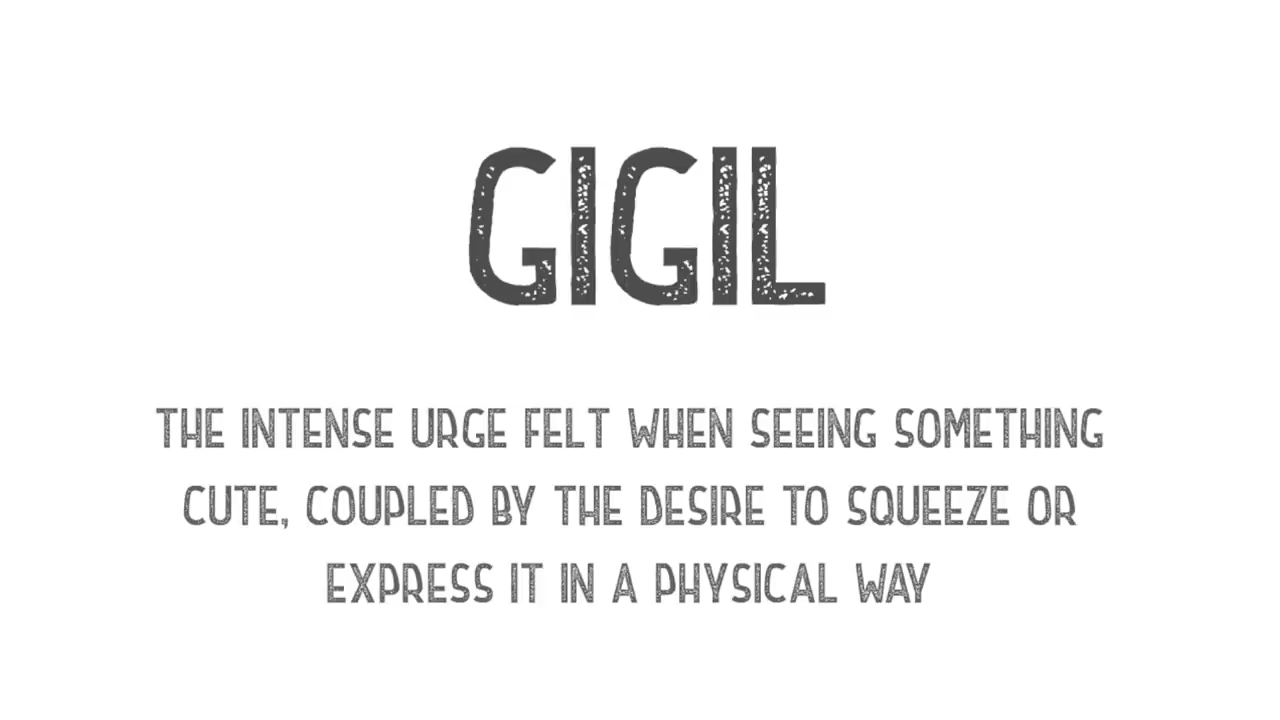 GIGIL
THE INTENSE URGE FELT WHEN SEEING SOMETHING
CUTE, COUPLED BY THE DESIRE TO SQUEEZE OR
EXPRESS IT IN A PHYSICAL WAY